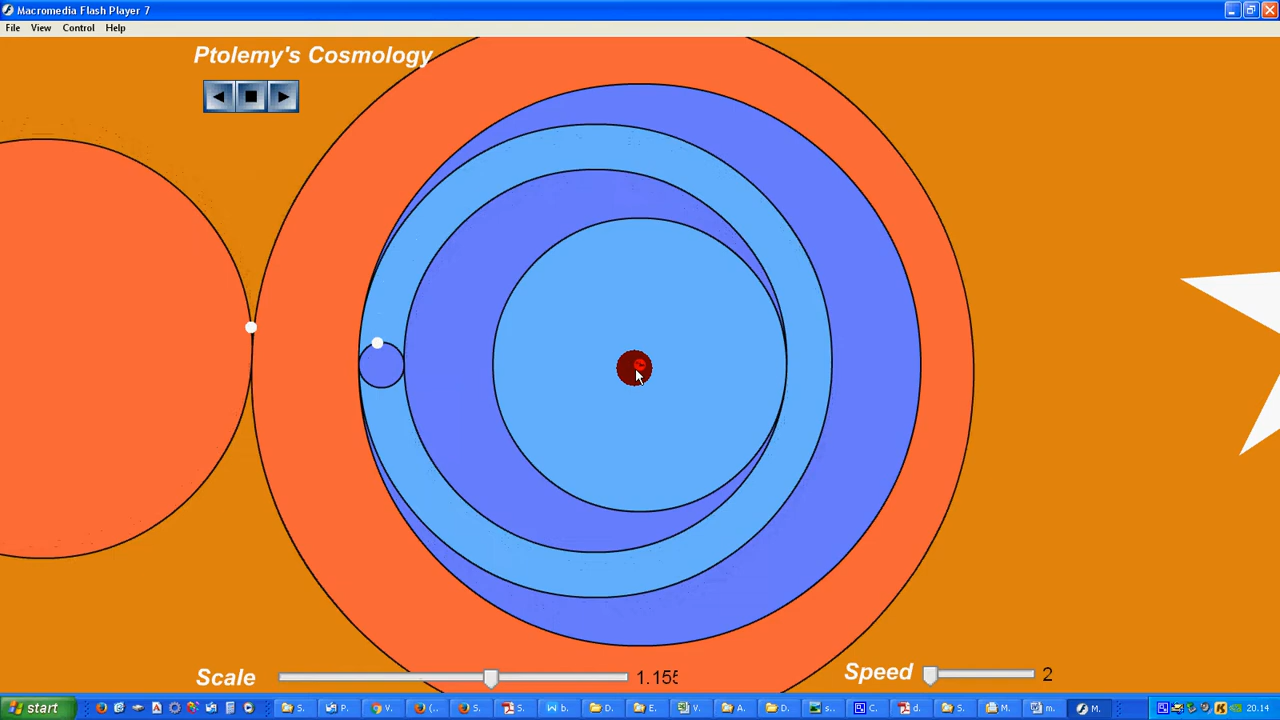 Macromedia Flash Player 7
File View Control Help
Ptolemy's Cosmology
Scale 1.155
Speed 2
start S. P. V. (.. S. S. b. D. E. V. A. D. s.. C. d. S. M. m. M. 20.14